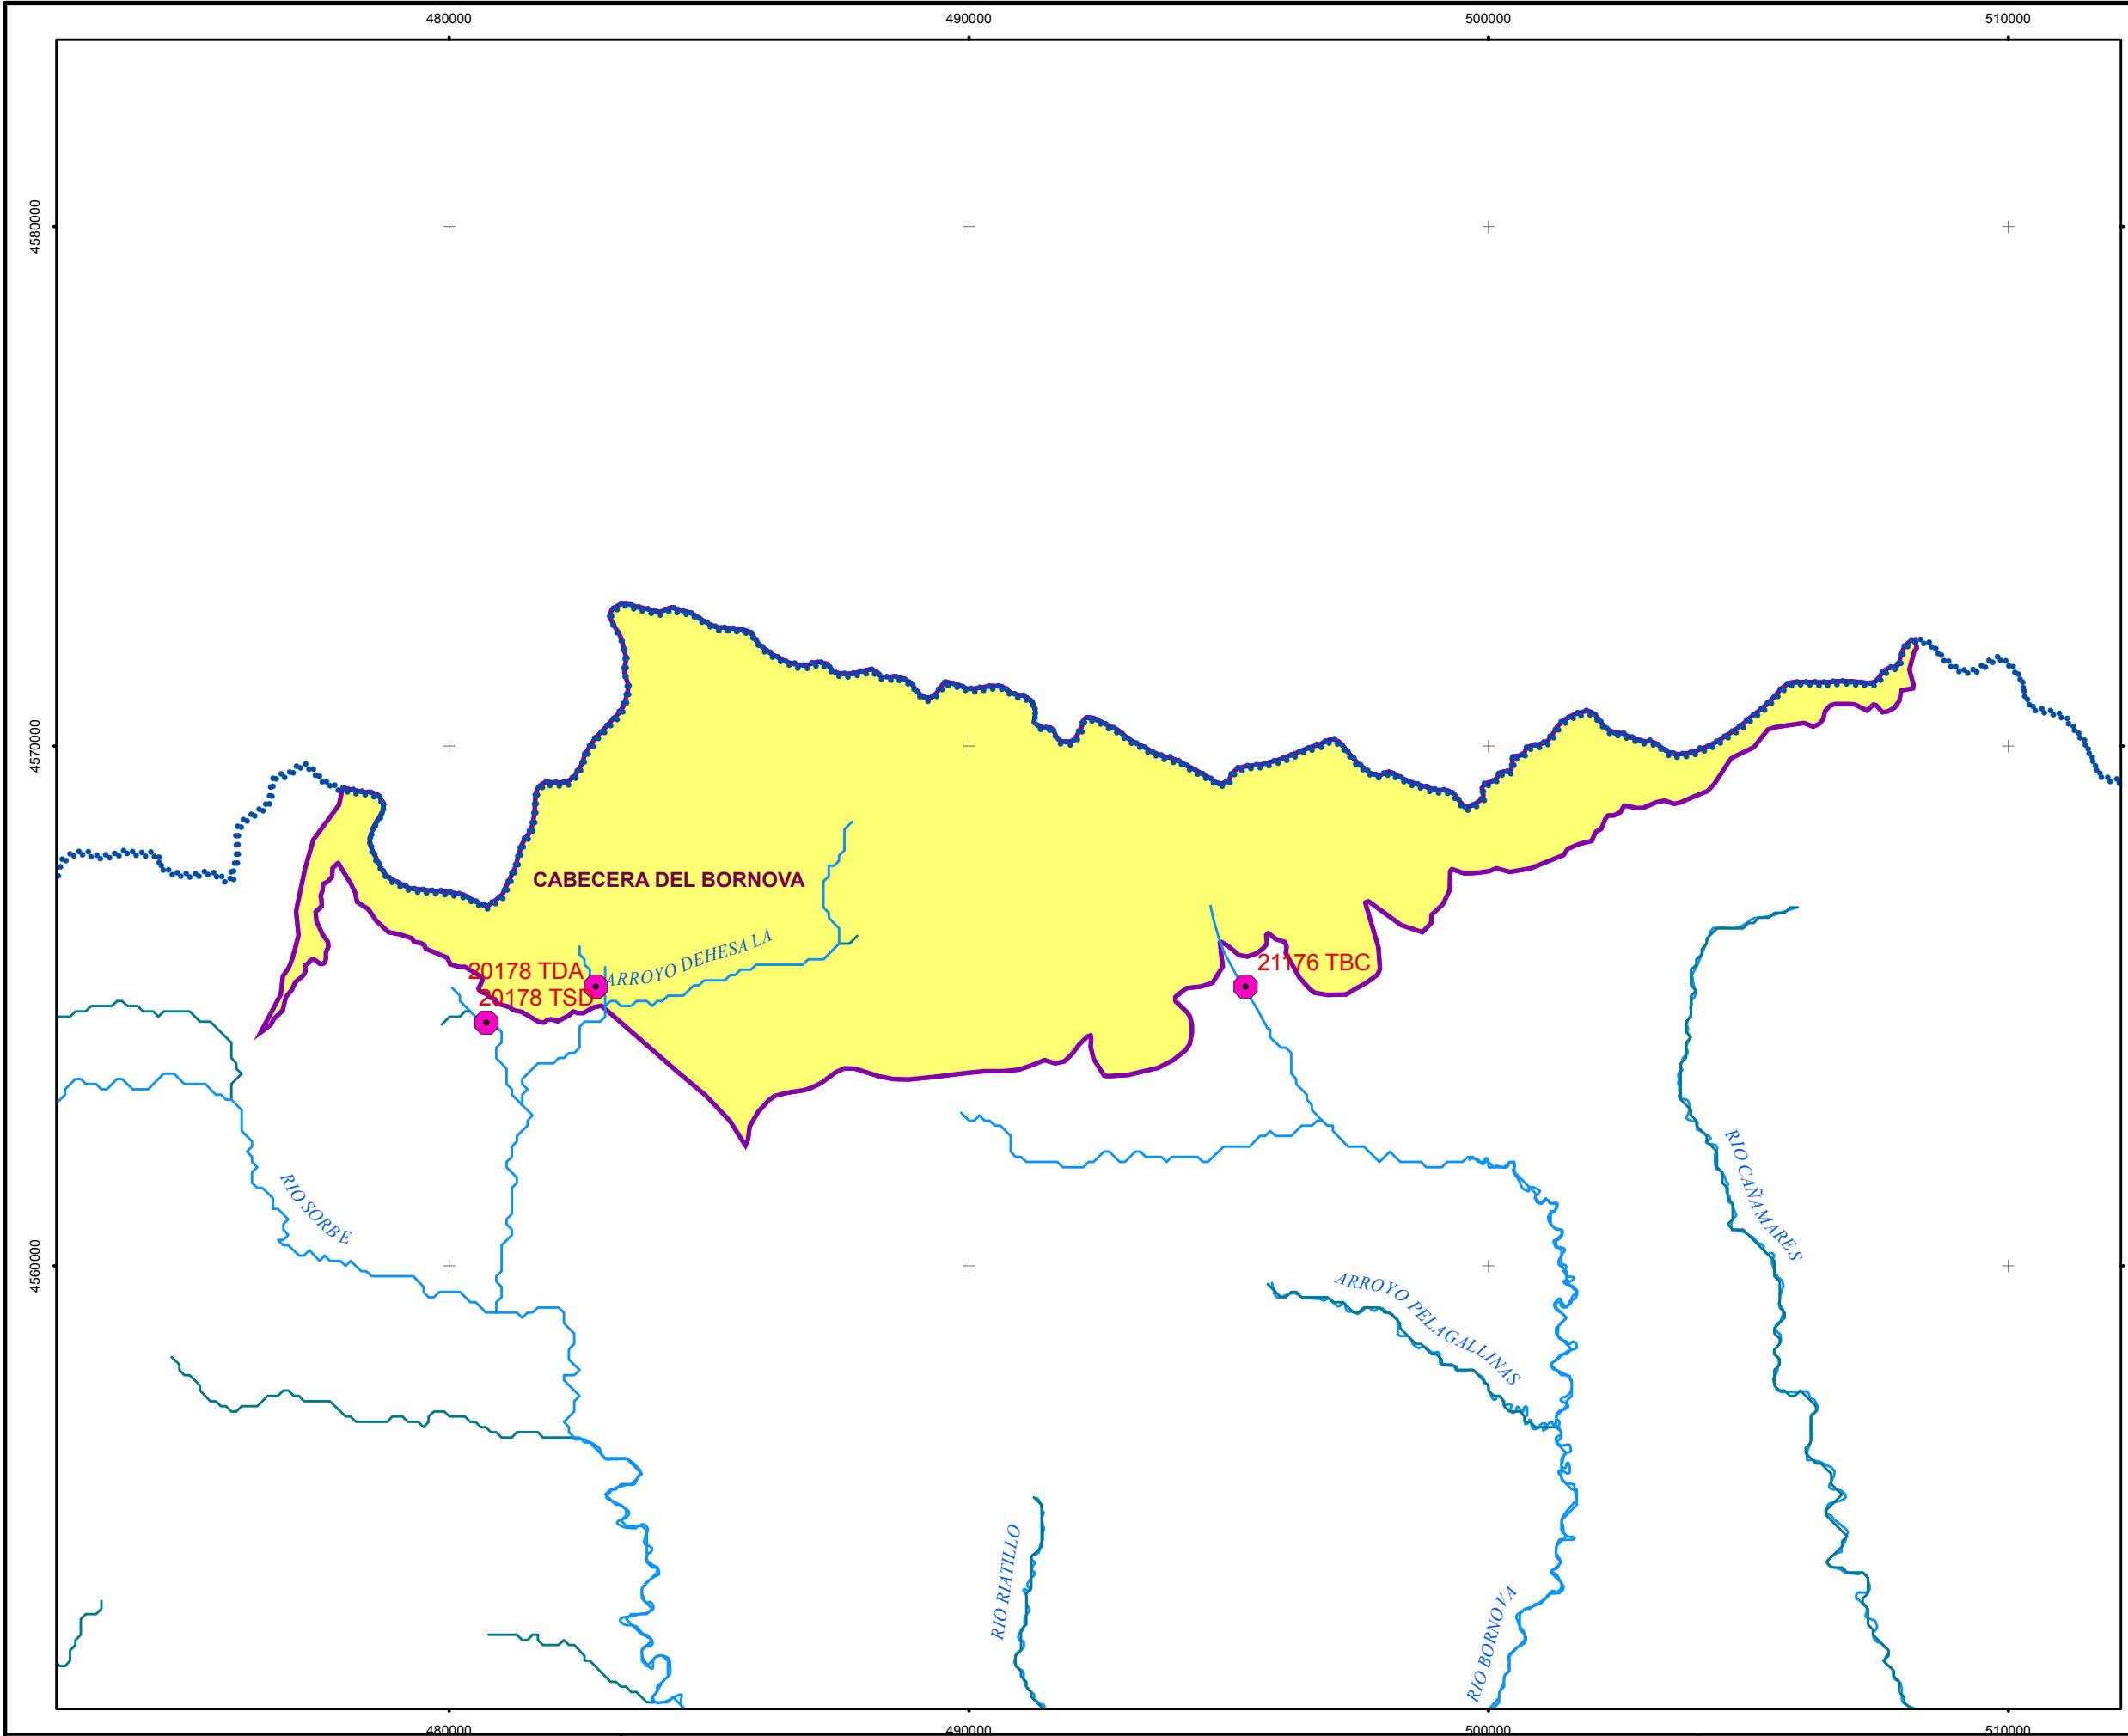 480000
490000
500000
510000
4580000
4570000
CABECERA DEL BORNOVA
ARROYO DEHESA LA
20178 TDA
21176 TBC
20178 TSD
RIO SORBE
RIO CAÑAMARES
4560000
ARROYO PELAGALLINAS
RIO RIATILLO
RIO BORNOVA
480000
490000
500000
510000